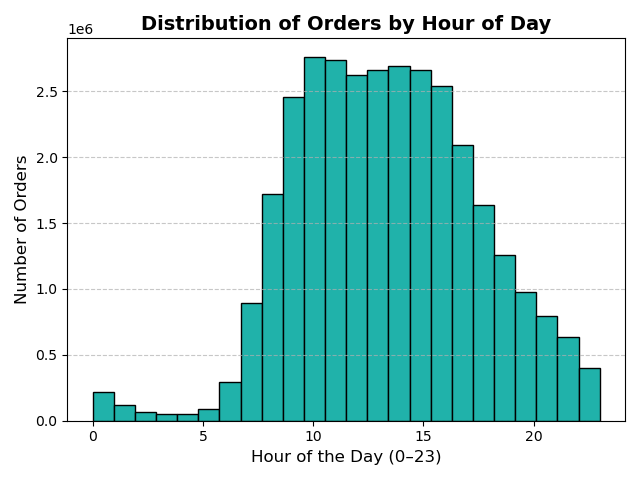 Distribution of Orders by Hour of Day
1e6
2.5
2.0
1.5
1.0
0.5
0.0
Number of Orders
0 5 10 15 20
Hour of the Day (0–23)